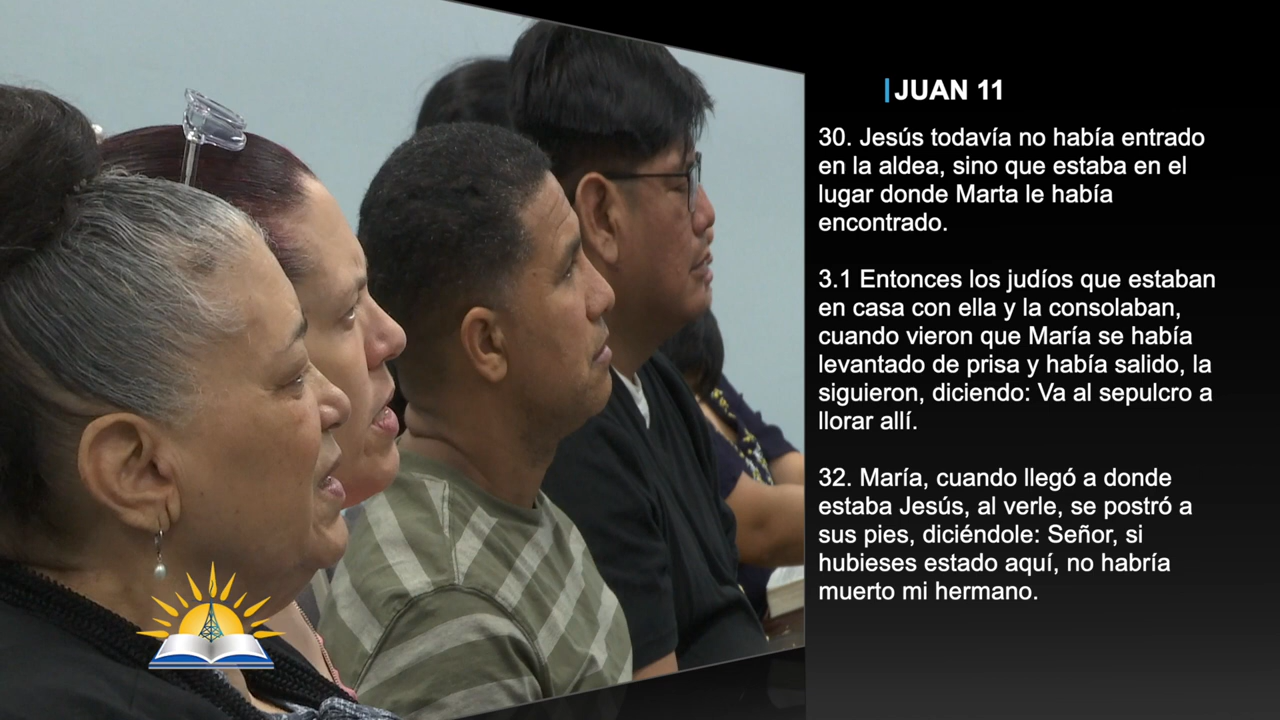 JUAN 11
30. Jesús todavía no había entrado
en la aldea, sino que estaba en el
lugar donde Marta le había
encontrado.
3.1 Entonces los judíos que estaban
en casa con ella y la consolaban,
cuando vieron que María se había
levantado de prisa y había salido, la
siguieron, diciendo: Va al sepulcro a
llorar allí.
32. María, cuando llegó a donde
estaba Jesús, al verle, se postró a
sus pies, diciéndole: Señor, si
hubieses estado aquí, no habría
muerto mi hermano.